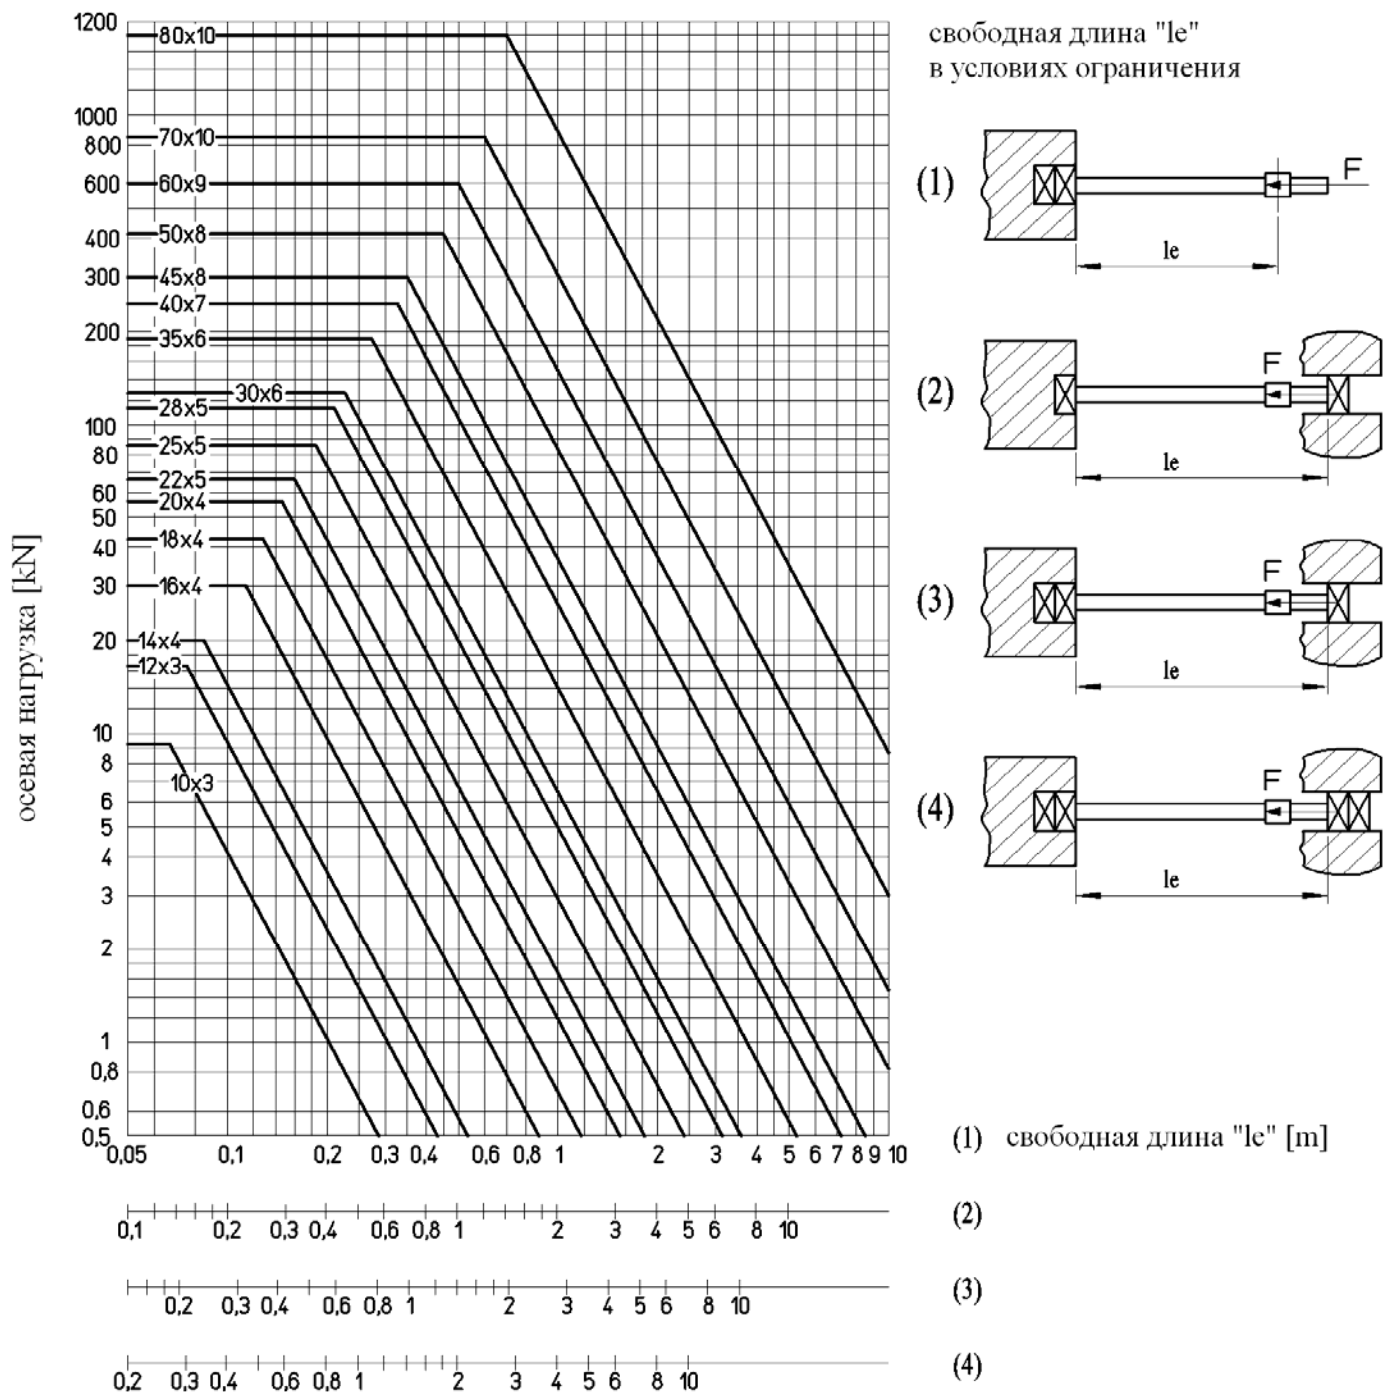 свободная длина "le"
в условиях ограничения
осевая нагрузка [kN]
1200
1000
800
600
400
300
200
100
80
60
50
40
30
20
10
8
6
5
4
3
2
1
0,8
0,6
0,5
80x10
70x10
60x9
50x8
45x8
40x7
35x6
30x6
28x5
25x5
22x5
20x4
18x4
16x4
14x4
12x3
10x3
(1) F
le
(2) F
le
(3) F
le
(4) F
le
0,05 0,1 0,2 0,3 0,4 0,6 0,8 1 2 3 4 5 6 7 8 9 10
(1) свободная длина "le" [m]
0,1 0,2 0,3 0,4 0,6 0,8 1 2 3 4 5 6 8 10 (2)
0,2 0,3 0,4 0,6 0,8 1 2 3 4 5 6 8 10 (3)
0,2 0,3 0,4 0,6 0,8 1 2 3 4 5 6 8 10 (4)